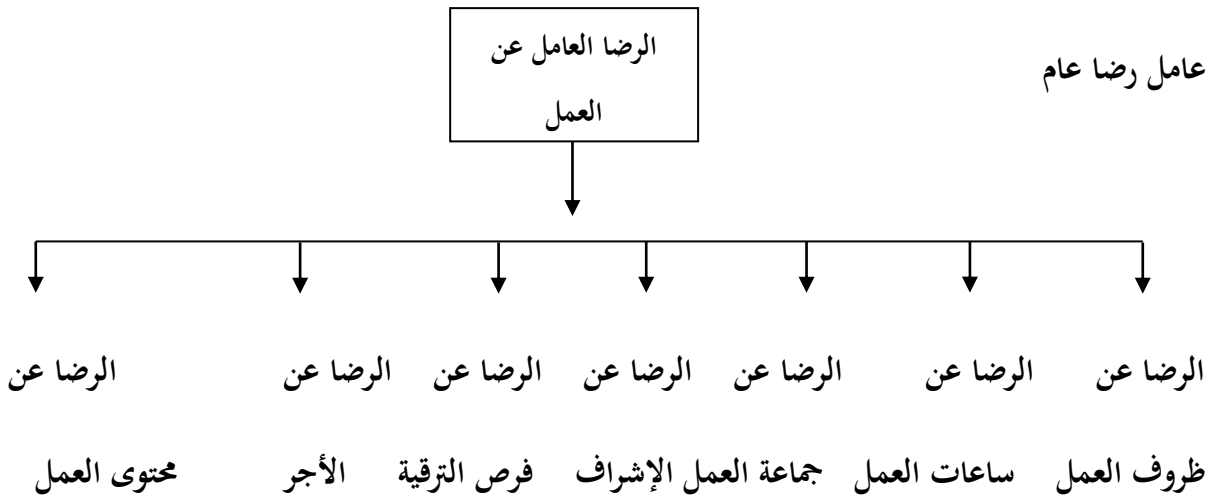 الرضا العامل عن
العمل
عامل رضا عام
الرضا عن الرضا عن الرضا عن الرضا عن الرضا عن الرضا عن الرضا عن
ظروف العمل ساعات العمل جماعة العمل الإشراف فرص الترقية الأجر محتوى العمل